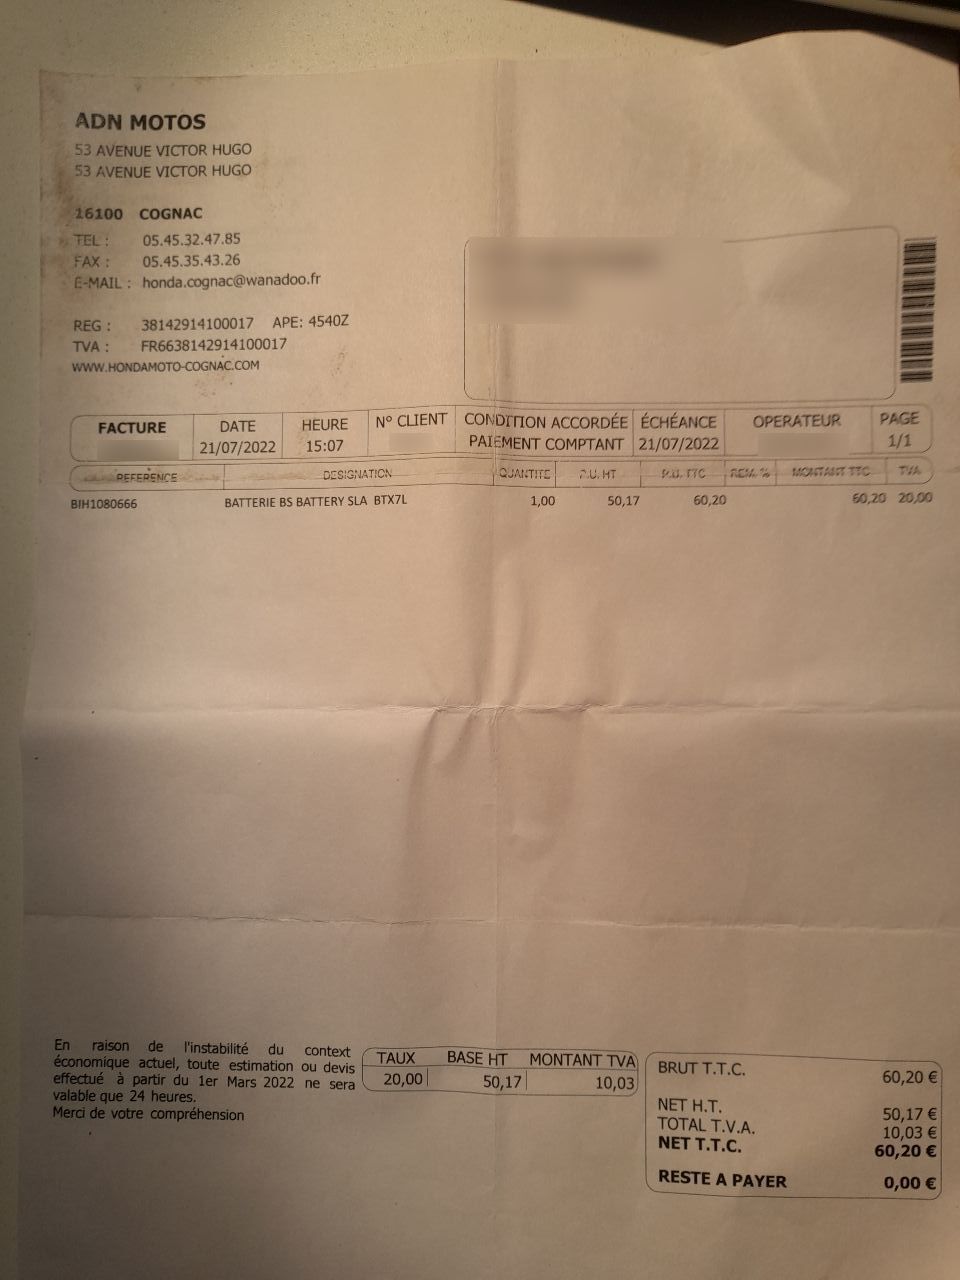 ADN MOTOS
53 AVENUE VICTOR HUGO
53 AVENUE VICTOR HUGO
16100 COGNAC
TEL : 05.45.32.47.85
FAX : 05.45.35.43.26
E-MAIL : honda.cognac@wanadoo.fr
REG : 38142914100017 APE: 4540Z
TVA : FR6638142914100017
WWW.HONDAMOTO-COGNAC.COM
FACTURE DATE HEURE N° CLIENT CONDITION ACCORDÉE ÉCHÉANCE OPERATEUR PAGE
21/07/2022 15:07 PAIEMENT COMPTANT 21/07/2022 1/1
REFERENCE DESIGNATION QUANTITE P.U. HT P.U. TTC REM. % MONTANT TTC TVA
BIH1080666 BATTERIE BS BATTERY SLA BTX7L 1,00 50,17 60,20 60,20 20,00
En raison de l'instabilité du context
économique actuel, toute estimation ou devis
effectué à partir du 1er Mars 2022 ne sera
valable que 24 heures.
Merci de votre compréhension
TAUX BASE HT MONTANT TVA
20,00 50,17 10,03
BRUT T.T.C. 60,20 €
NET H.T. 50,17 €
TOTAL T.V.A. 10,03 €
NET T.T.C. 60,20 €
RESTE A PAYER 0,00 €